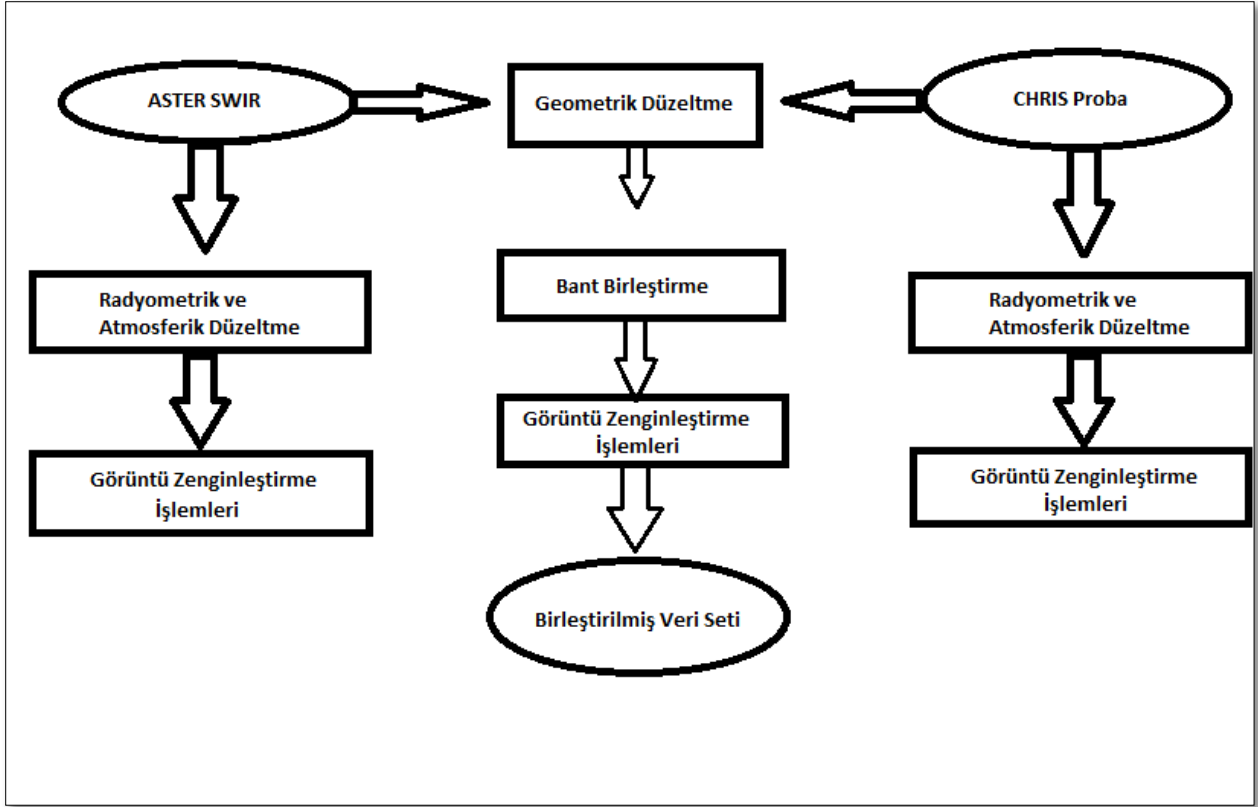 ASTER SWIR
Geometrik Düzeltme
CHRIS Proba
Radyometrik ve
Atmosferik Düzeltme
Bant Birleştirme
Radyometrik ve
Atmosferik Düzeltme
Görüntü Zenginleştirme
İşlemleri
Görüntü Zenginleştirme
İşlemleri
Görüntü Zenginleştirme
İşlemleri
Birleştirilmiş Veri Seti